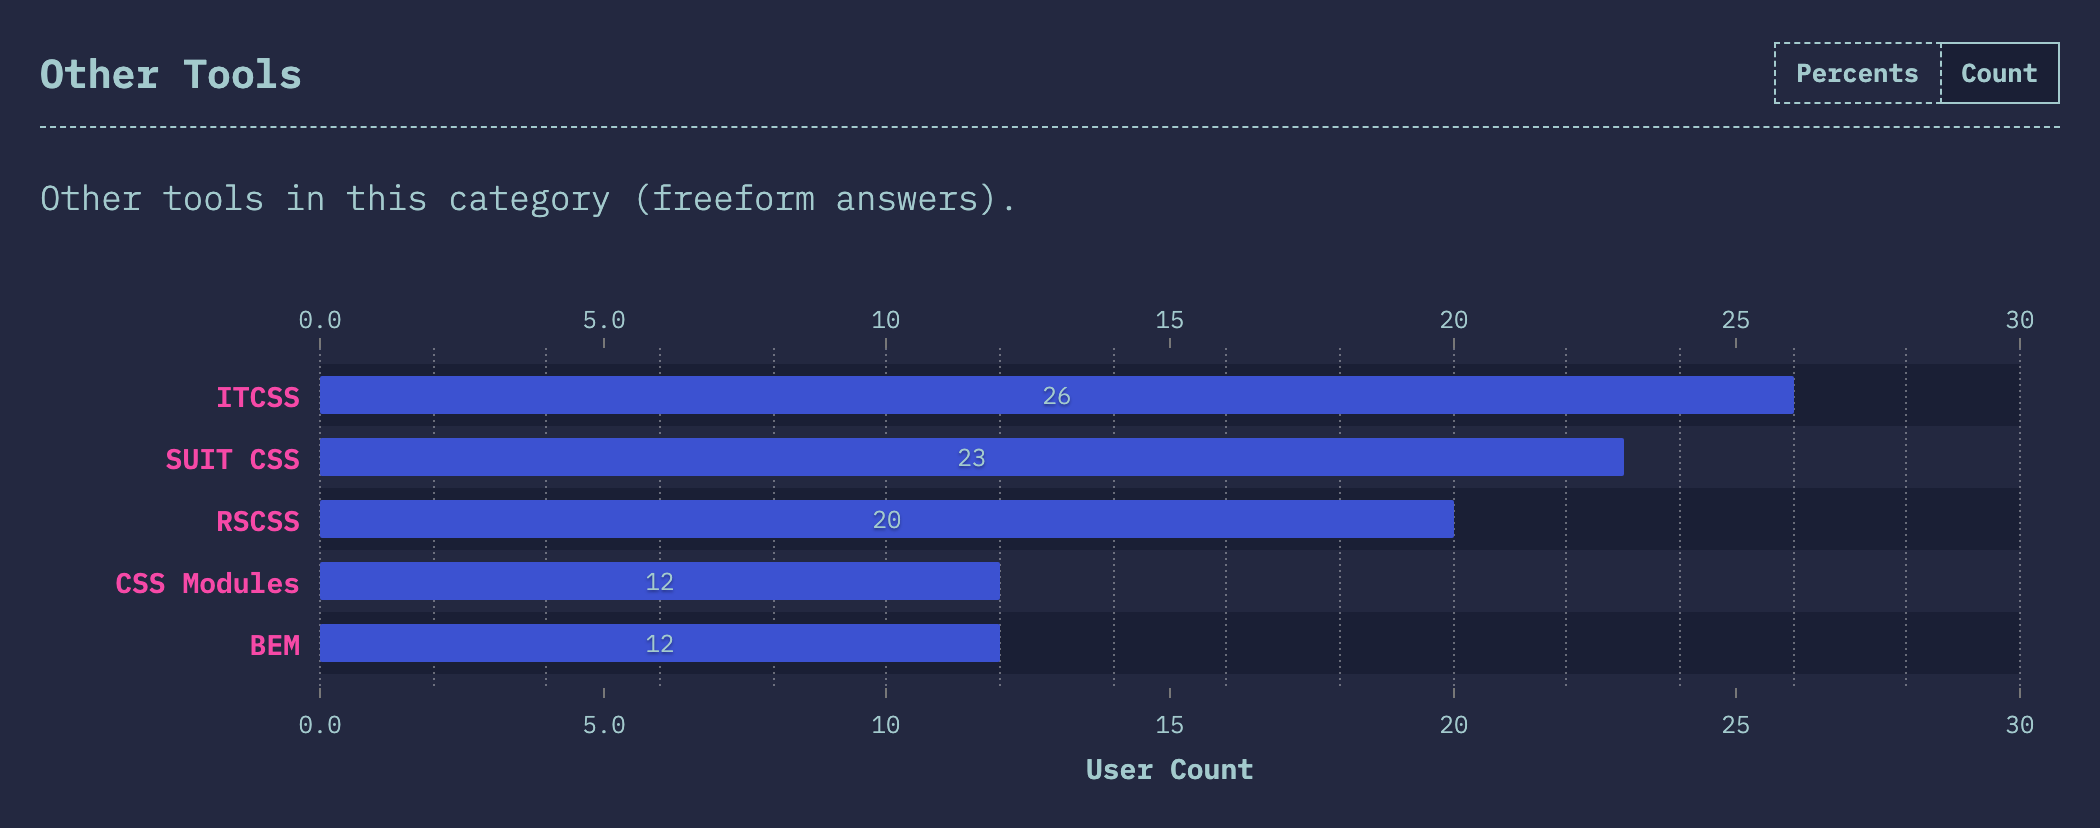 Other Tools
Percents Count
Other tools in this category (freeform answers).
0.0 5.0 10 15 20 25 30
ITCSS 26
SUIT CSS 23
RSCSS 20
CSS Modules 12
BEM 12
0.0 5.0 10 15 20 25 30
User Count